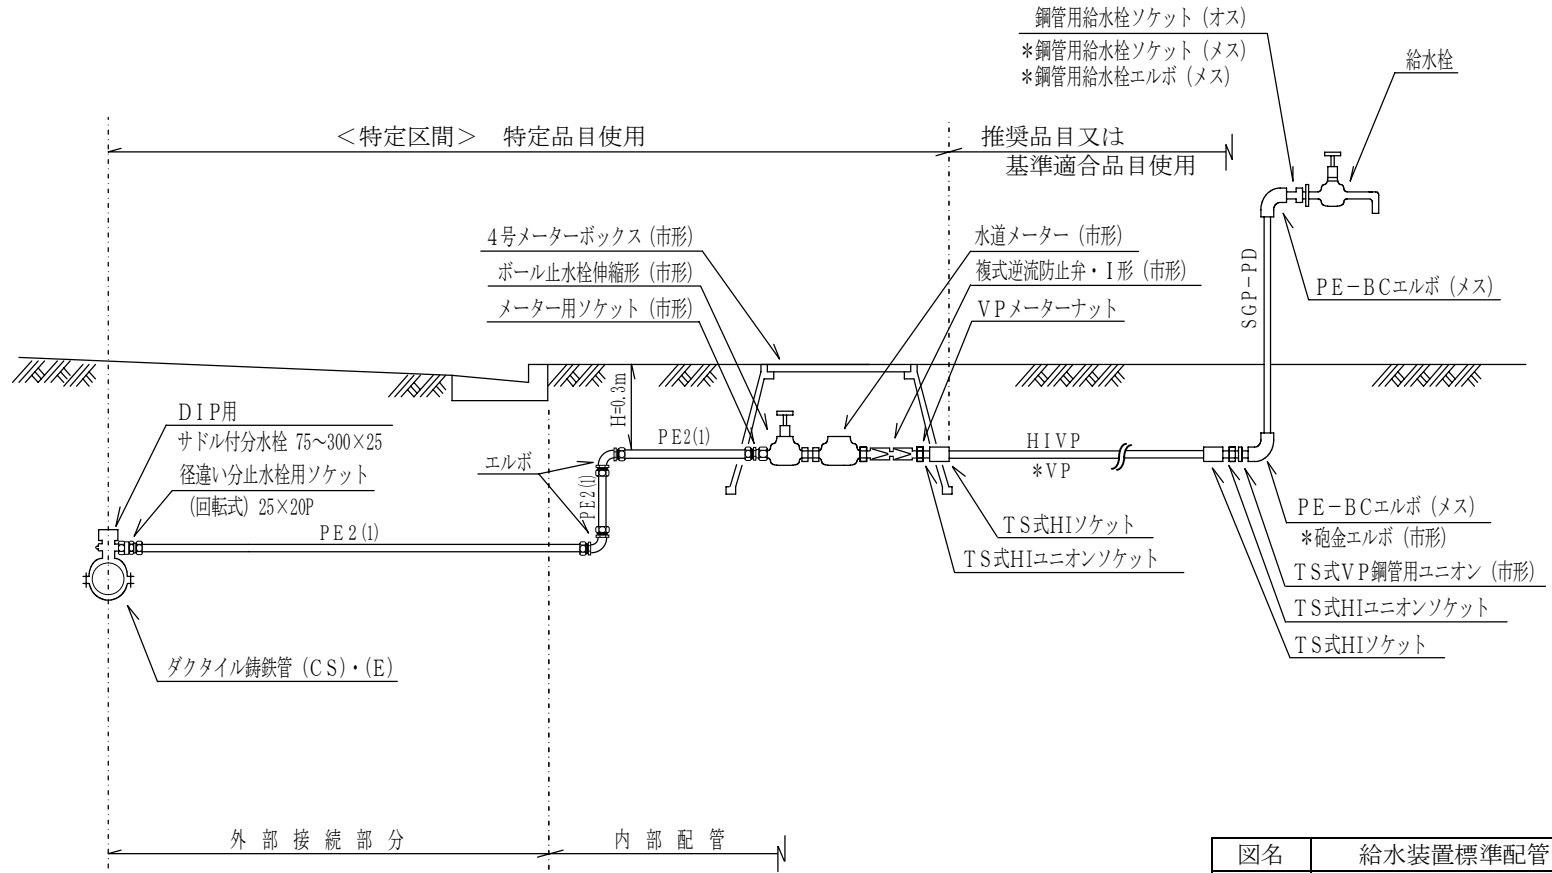 鋼管用給水栓ソケット（オス）
＊鋼管用給水栓ソケット（メス）
＊鋼管用給水栓エルボ（メス）
給水栓
＜特定区間＞　特定品目使用
推奨品目又は
基準適合品目使用
4号メーターボックス（市形）
ボール止水栓伸縮形（市形）
メーター用ソケット（市形）
水道メーター（市形）
複式逆流防止弁・Ｉ形（市形）
ＶＰメーターナット
SGP−PD
ＰＥ−ＢＣエルボ（メス）
H=0.3m
ＤＩＰ用
サドル付分水栓 75〜300×25
径違い分止水栓用ソケット
（回転式）25×20P
ＰＥ２(1)
エルボ
ＰＥ２(1)
ＰＥ2(1)
ＨＩＶＰ
＊ＶＰ
ＴＳ式HIソケット
ＴＳ式HIユニオンソケット
ＰＥ−ＢＣエルボ（メス）
＊砲金エルボ（市形）
ＴＳ式ＶＰ鋼管用ユニオン（市形）
ＴＳ式HIユニオンソケット
ＴＳ式HIソケット
ダクタイル鋳鉄管（ＣＳ）・（Ｅ）
外部接続部分
内部配管
図名
給水装置標準配管